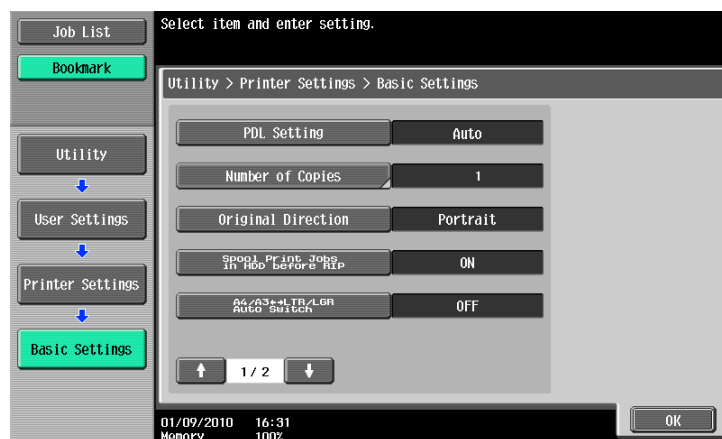 Job List
Bookmark
Select item and enter setting.
Utility > Printer Settings > Basic Settings
Utility
User Settings
Printer Settings
Basic Settings
PDL Setting
Auto
Number of Copies
1
Original Direction
Portrait
Spool Print Jobs
in HDD before RIP
ON
A4/A3↔LTR/LGR
Auto Switch
OFF
1/ 2
01/09/2010 16:31
Memory 100%
OK